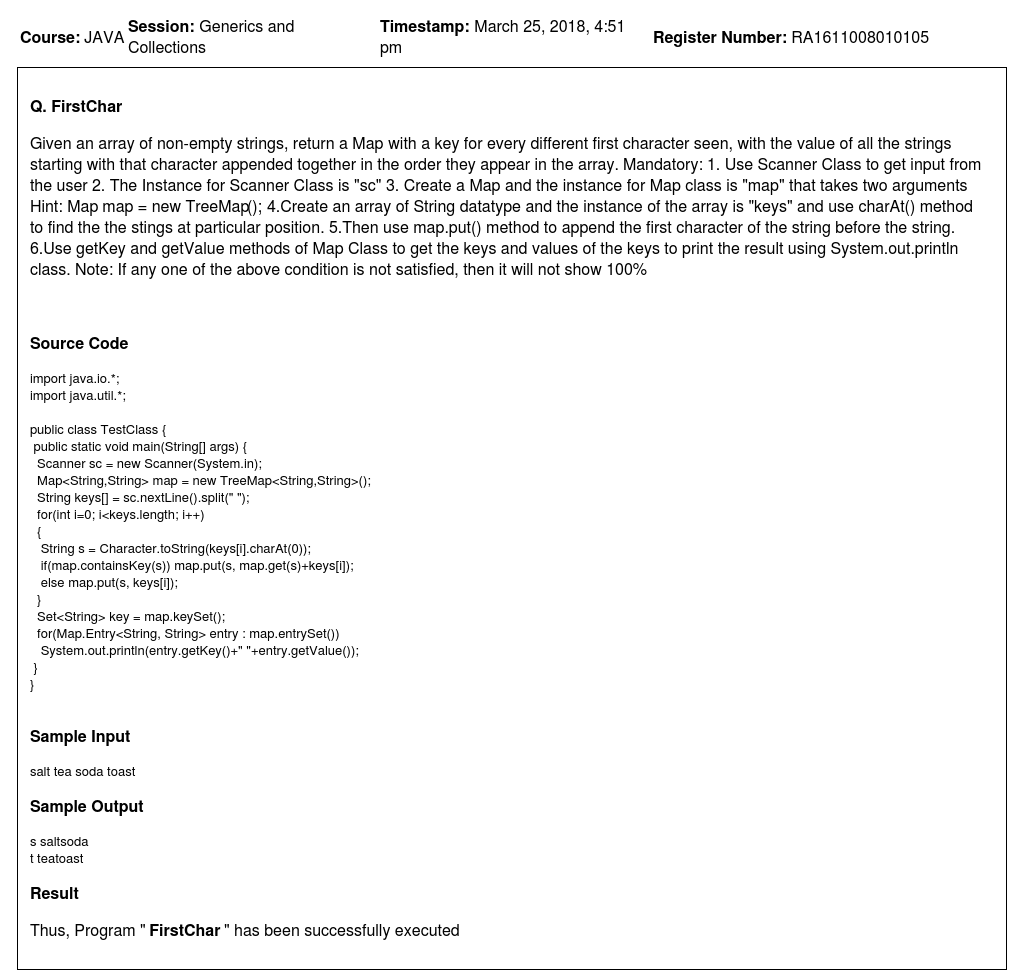 Course: JAVA Session: Generics and Collections Timestamp: March 25, 2018, 4:51 pm Register Number: RA1611008010105
Q. FirstChar
Given an array of non-empty strings, return a Map with a key for every different first character seen, with the value of all the strings
starting with that character appended together in the order they appear in the array. Mandatory: 1. Use Scanner Class to get input from
the user 2. The Instance for Scanner Class is "sc" 3. Create a Map and the instance for Map class is "map" that takes two arguments
Hint: Map map = new TreeMap(); 4.Create an array of String datatype and the instance of the array is "keys" and use charAt() method
to find the the stings at particular position. 5.Then use map.put() method to append the first character of the string before the string.
6.Use getKey and getValue methods of Map Class to get the keys and values of the keys to print the result using System.out.println
class. Note: If any one of the above condition is not satisfied, then it will not show 100%
Source Code
import java.io.*;
import java.util.*;
public class TestClass {
public static void main(String[] args) {
Scanner sc = new Scanner(System.in);
Map<String,String> map = new TreeMap<String,String>();
String keys[] = sc.nextLine().split(" ");
for(int i=0; i<keys.length; i++)
{
String s = Character.toString(keys[i].charAt(0));
if(map.containsKey(s)) map.put(s, map.get(s)+keys[i]);
else map.put(s, keys[i]);
}
Set<String> key = map.keySet();
for(Map.Entry<String, String> entry : map.entrySet())
System.out.println(entry.getKey()+" "+entry.getValue());
}
}
Sample Input
salt tea soda toast
Sample Output
s saltsoda
t teatoast
Result
Thus, Program " FirstChar " has been successfully executed